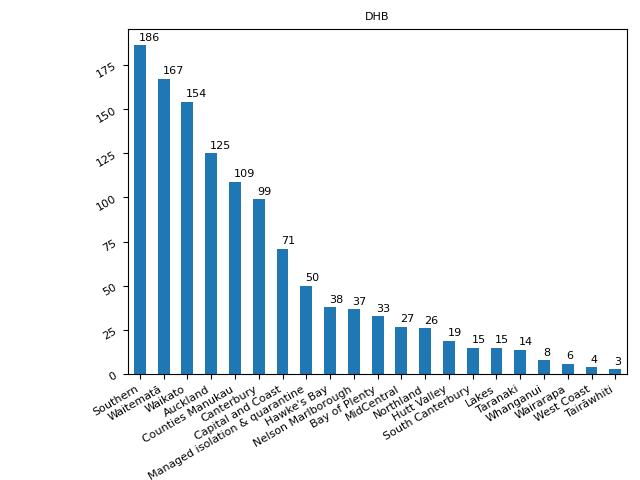 DHB
175
150
125
100
75
50
25
0
186
167
154
125
109
99
71
50
38
37
33
27
26
19
15
15
14
8
6
4
3
Southern
Waitematā
Waikato
Auckland
Counties Manukau
Canterbury
Capital and Coast
Managed isolation & quarantine
Hawke's Bay
Nelson Marlborough
Bay of Plenty
MidCentral
Northland
Hutt Valley
South Canterbury
Lakes
Taranaki
Whanganui
Wairarapa
West Coast
Tairāwhiti